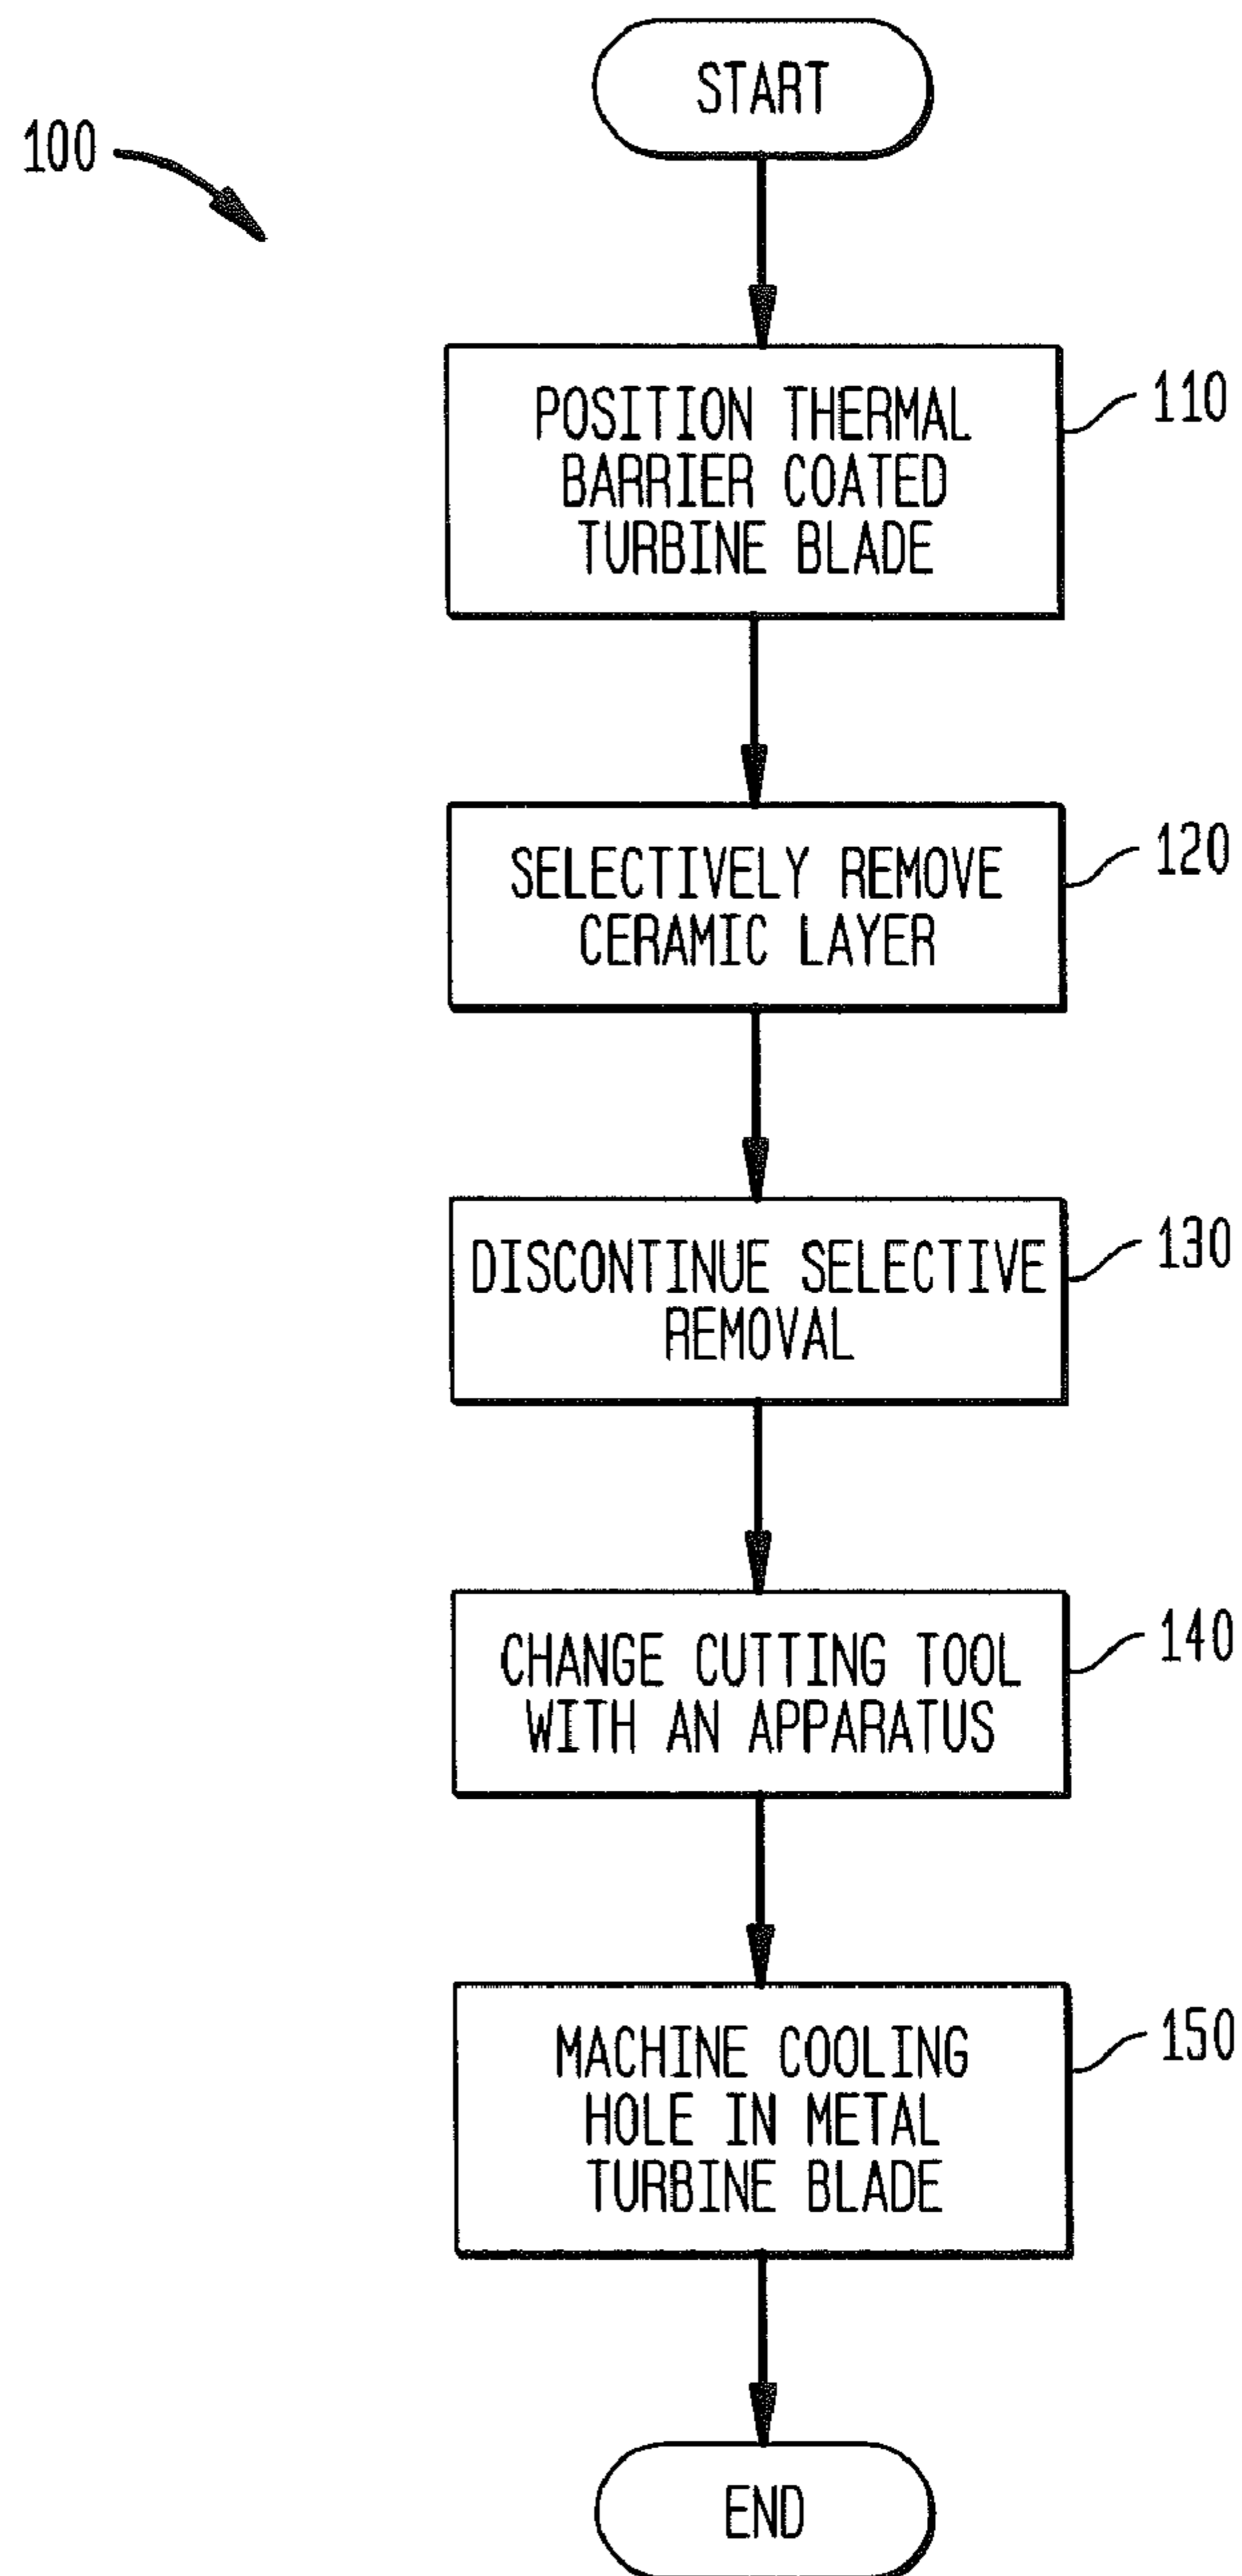 START
100
POSITION THERMAL
BARRIER COATED
TURBINE BLADE
110
SELECTIVELY REMOVE
CERAMIC LAYER
120
DISCONTINUE SELECTIVE
REMOVAL
130
CHANGE CUTTING TOOL
WITH AN APPARATUS
140
MACHINE COOLING
HOLE IN METAL
TURBINE BLADE
150
END